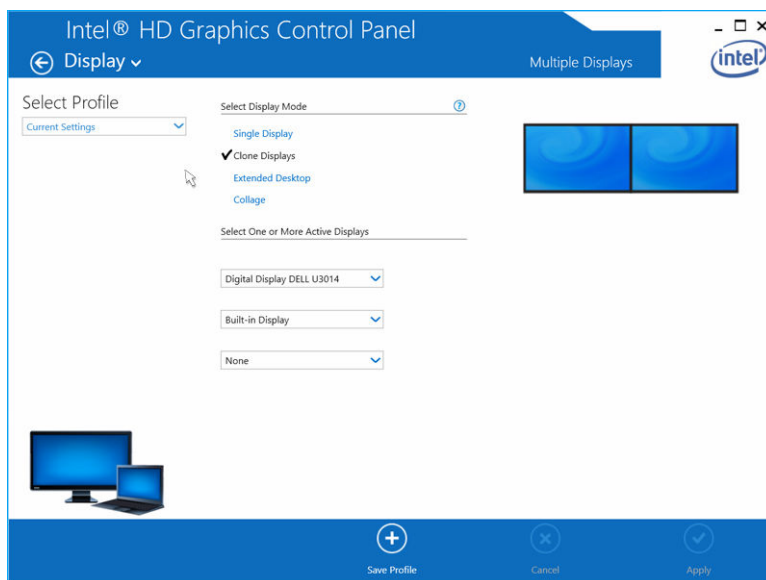 Intel® HD Graphics Control Panel
Display
Multiple Displays
intel
Select Profile
Current Settings
Select Display Mode
?
Single Display
Clone Displays
Extended Desktop
Collage
Select One or More Active Displays
Digital Display DELL U3014
Built-in Display
None
Save Profile
Cancel
Apply